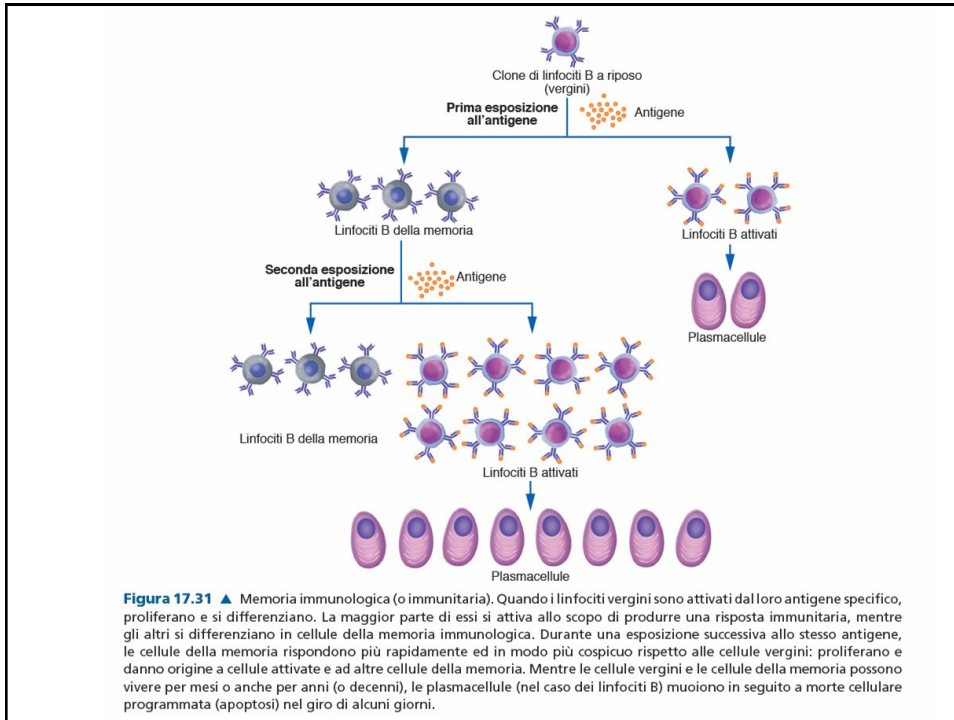 Clone di linfociti B a riposo
(vergini)
Prima esposizione
all'antigene
Antigene
Linfociti B della memoria
Linfociti B attivati
Seconda esposizione
all'antigene
Antigene
Plasmacellule
Linfociti B della memoria
Linfociti B attivati
Plasmacellule
Figura 17.31 ▲ Memoria immunologica (o immunitaria). Quando i linfociti vergini sono attivati dal loro antigene specifico,
proliferano e si differenziano. La maggior parte di essi si attiva allo scopo di produrre una risposta immunitaria, mentre
gli altri si differenziano in cellule della memoria immunologica. Durante una esposizione successiva allo stesso antigene,
le cellule della memoria rispondono più rapidamente ed in modo più cospicuo rispetto alle cellule vergini: proliferano e
danno origine a cellule attivate e ad altre cellule della memoria. Mentre le cellule vergini e le cellule della memoria possono
vivere per mesi o anche per anni (o decenni), le plasmacellule (nel caso dei linfociti B) muoiono in seguito a morte cellulare
programmata (apoptosi) nel giro di alcuni giorni.